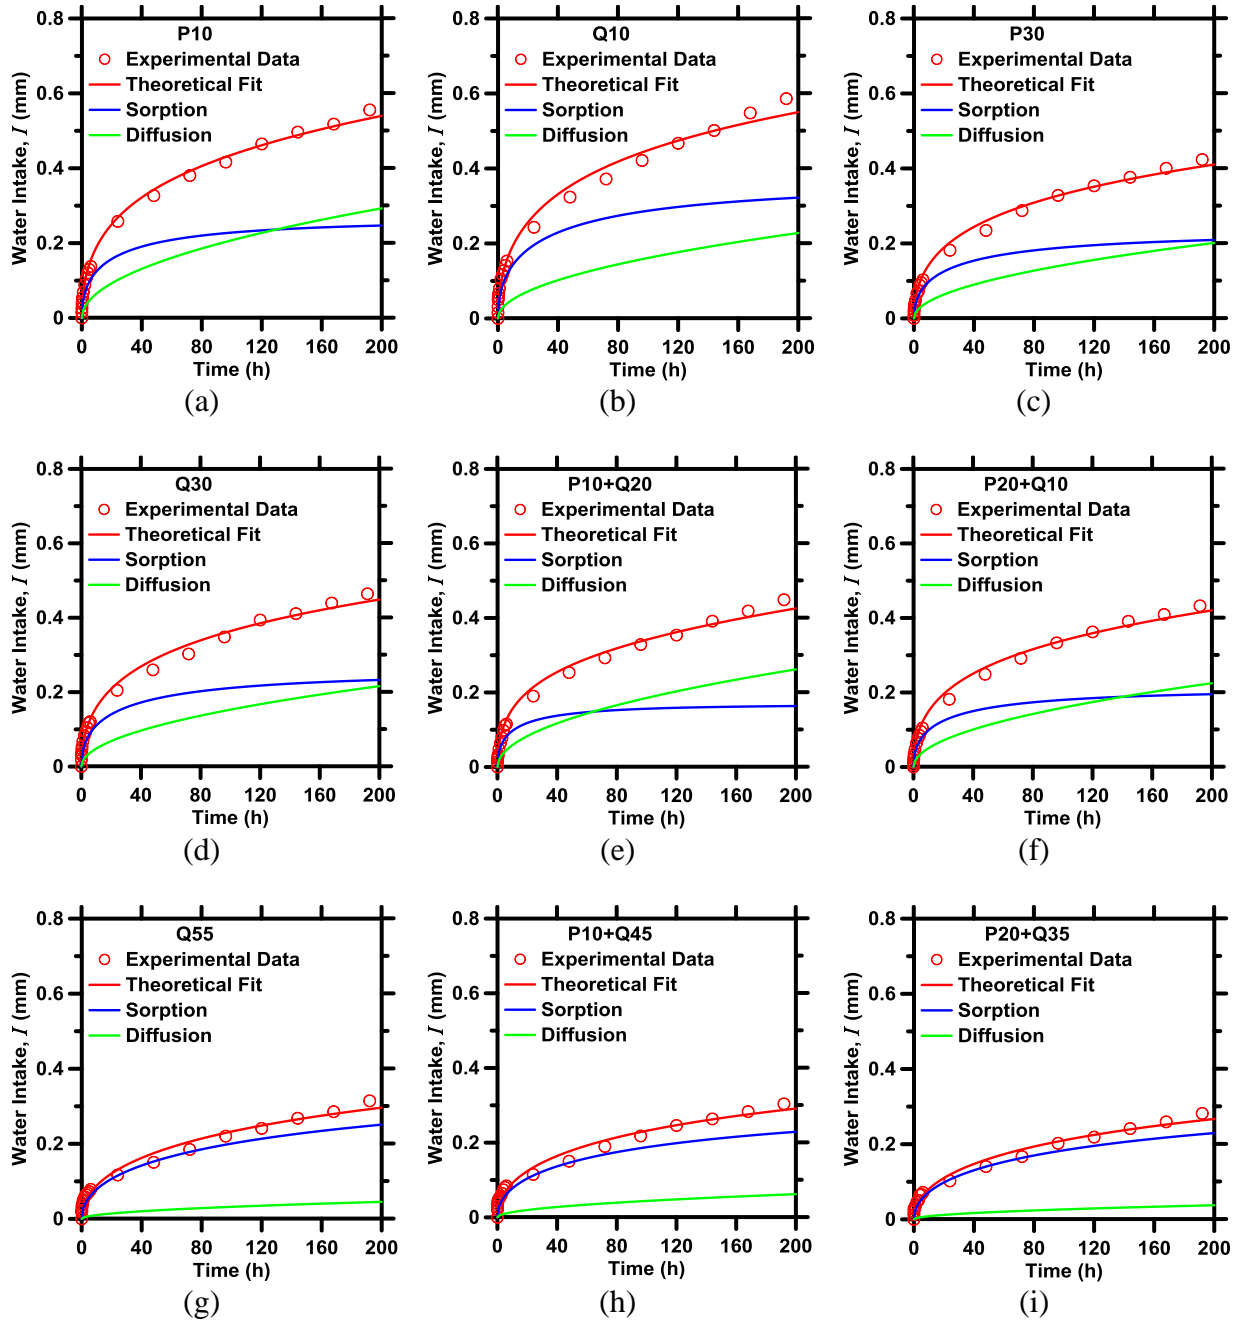 P10
Experimental Data
Theoretical Fit
Sorption
Diffusion
Water Intake, I (mm)
0.8
0.6
0.4
0.2
0
0 40 80 120 160 200
Time (h)
(a)
Q10
Experimental Data
Theoretical Fit
Sorption
Diffusion
Water Intake, I (mm)
0.8
0.6
0.4
0.2
0
0 40 80 120 160 200
Time (h)
(b)
P30
Experimental Data
Theoretical Fit
Sorption
Diffusion
Water Intake, I (mm)
0.8
0.6
0.4
0.2
0
0 40 80 120 160 200
Time (h)
(c)
Q30
Experimental Data
Theoretical Fit
Sorption
Diffusion
Water Intake, I (mm)
0.8
0.6
0.4
0.2
0
0 40 80 120 160 200
Time (h)
(d)
P10+Q20
Experimental Data
Theoretical Fit
Sorption
Diffusion
Water Intake, I (mm)
0.8
0.6
0.4
0.2
0
0 40 80 120 160 200
Time (h)
(e)
P20+Q10
Experimental Data
Theoretical Fit
Sorption
Diffusion
Water Intake, I (mm)
0.8
0.6
0.4
0.2
0
0 40 80 120 160 200
Time (h)
(f)
Q55
Experimental Data
Theoretical Fit
Sorption
Diffusion
Water Intake, I (mm)
0.8
0.6
0.4
0.2
0
0 40 80 120 160 200
Time (h)
(g)
P10+Q45
Experimental Data
Theoretical Fit
Sorption
Diffusion
Water Intake, I (mm)
0.8
0.6
0.4
0.2
0
0 40 80 120 160 200
Time (h)
(h)
P20+Q35
Experimental Data
Theoretical Fit
Sorption
Diffusion
Water Intake, I (mm)
0.8
0.6
0.4
0.2
0
0 40 80 120 160 200
Time (h)
(i)